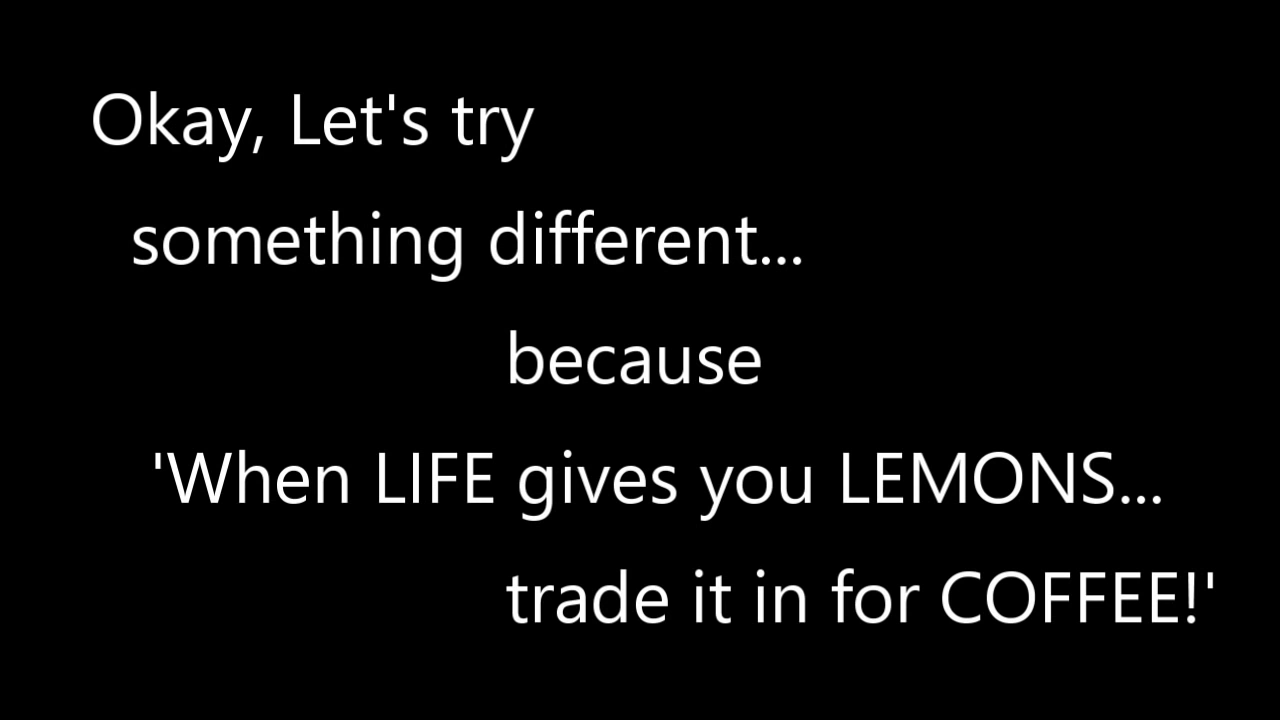 Okay, Let's try
something different...
because
'When LIFE gives you LEMONS...
trade it in for COFFEE!'